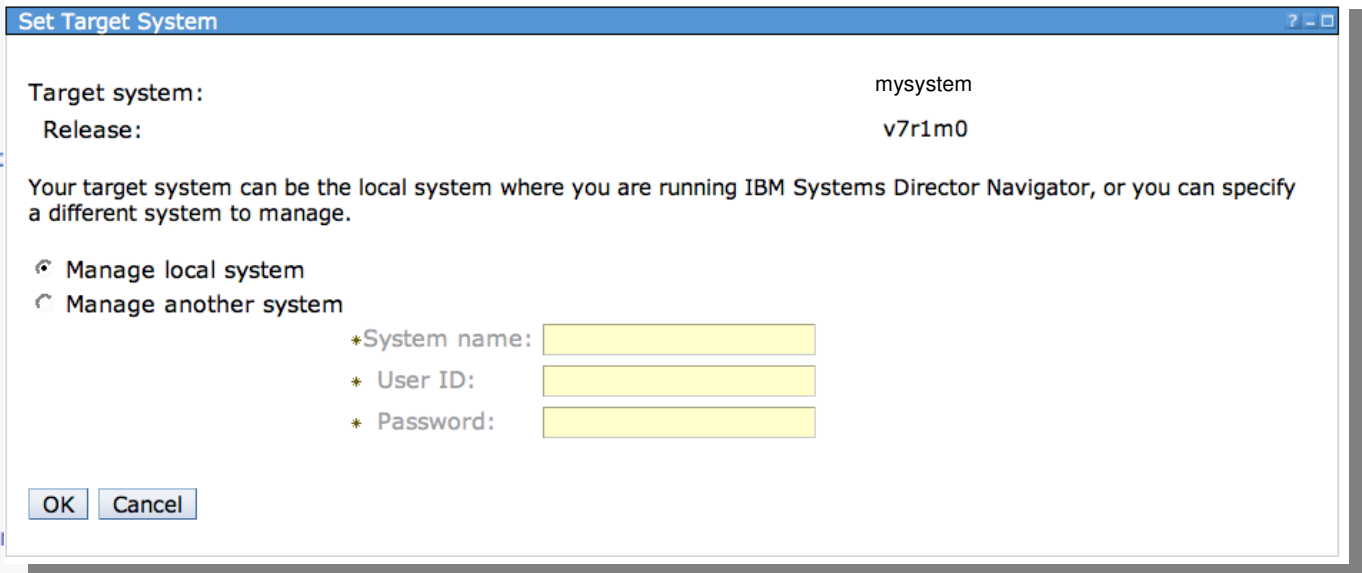 Set Target System ? – □
Target system: mysystem
Release: v7r1m0
Your target system can be the local system where you are running IBM Systems Director Navigator, or you can specify
a different system to manage.
Manage local system
Manage another system
*System name:
* User ID:
* Password:
OK Cancel